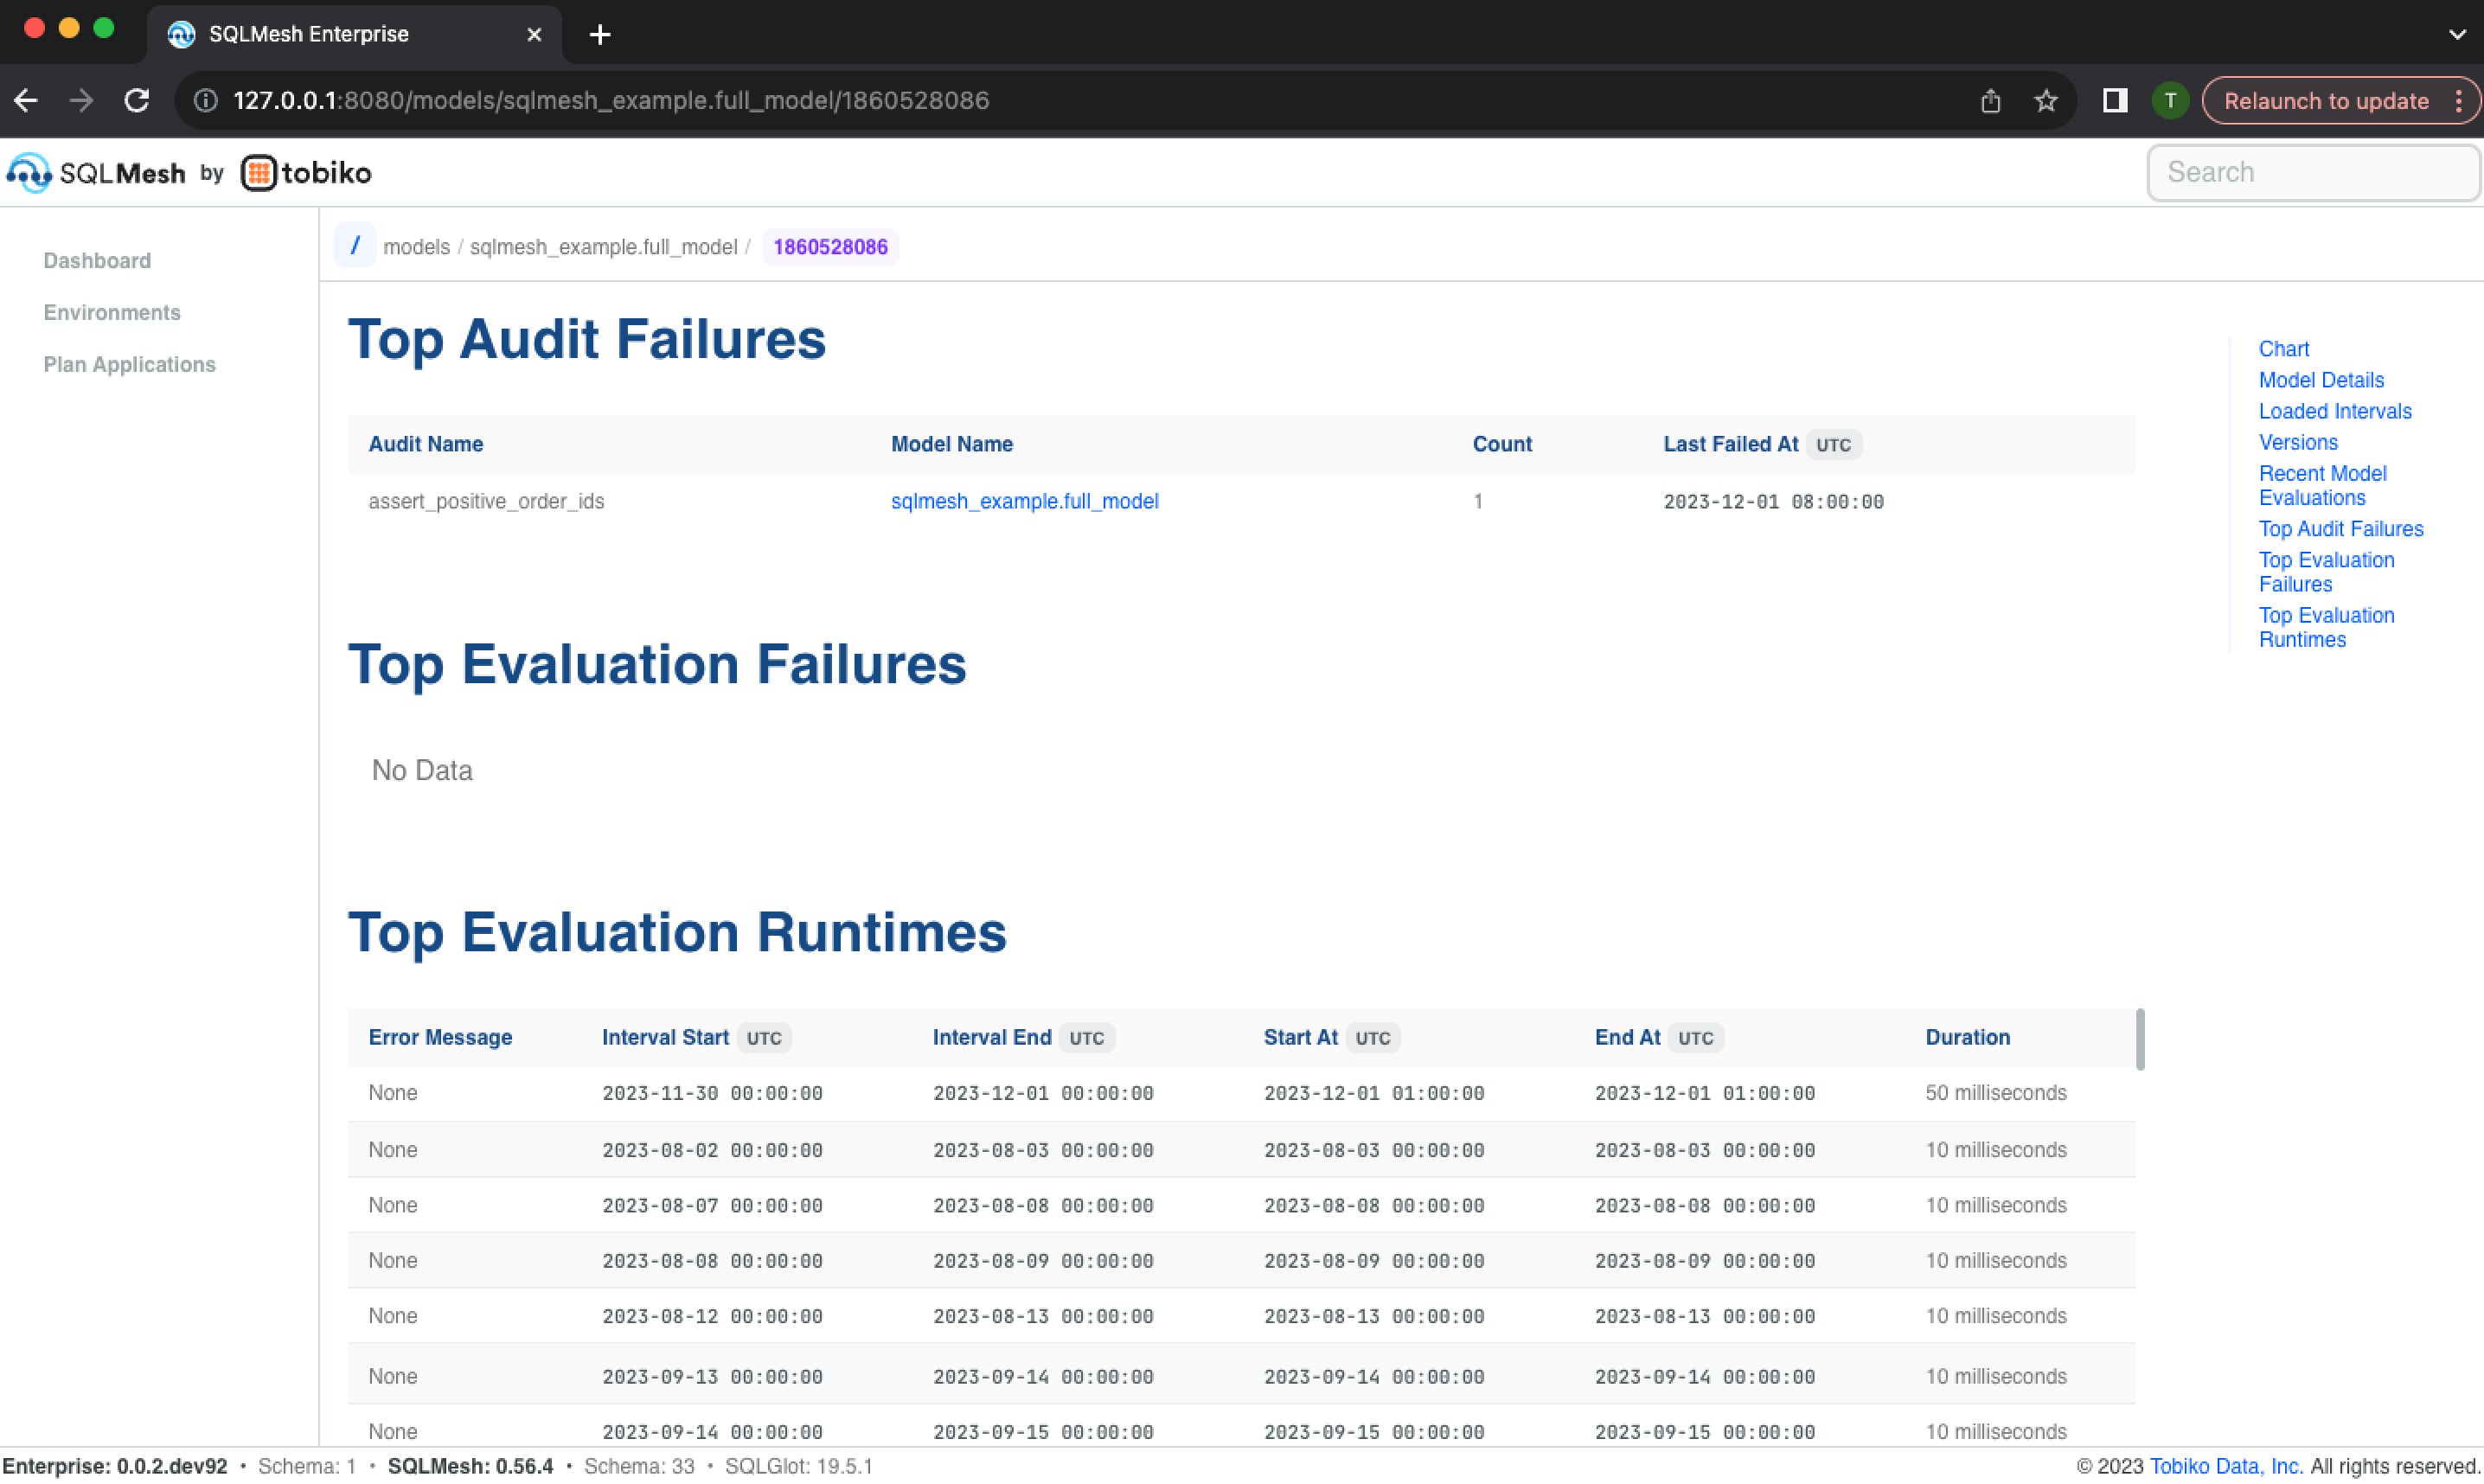 SQLMesh Enterprise
127.0.0.1:8080/models/sqlmesh_example.full_model/1860528086
T
Relaunch to update
SQLMesh by tobiko
Search
Dashboard
Environments
Plan Applications
/ models / sqlmesh_example.full_model / 1860528086
Top Audit Failures
Audit Name Model Name Count Last Failed At UTC
assert_positive_order_ids sqlmesh_example.full_model 1 2023-12-01 08:00:00
Top Evaluation Failures
No Data
Top Evaluation Runtimes
Error Message Interval Start UTC Interval End UTC Start At UTC End At UTC Duration
None 2023-11-30 00:00:00 2023-12-01 00:00:00 2023-12-01 01:00:00 2023-12-01 01:00:00 50 milliseconds
None 2023-08-02 00:00:00 2023-08-03 00:00:00 2023-08-03 00:00:00 2023-08-03 00:00:00 10 milliseconds
None 2023-08-07 00:00:00 2023-08-08 00:00:00 2023-08-08 00:00:00 2023-08-08 00:00:00 10 milliseconds
None 2023-08-08 00:00:00 2023-08-09 00:00:00 2023-08-09 00:00:00 2023-08-09 00:00:00 10 milliseconds
None 2023-08-12 00:00:00 2023-08-13 00:00:00 2023-08-13 00:00:00 2023-08-13 00:00:00 10 milliseconds
None 2023-09-13 00:00:00 2023-09-14 00:00:00 2023-09-14 00:00:00 2023-09-14 00:00:00 10 milliseconds
None 2023-09-14 00:00:00 2023-09-15 00:00:00 2023-09-15 00:00:00 2023-09-15 00:00:00 10 milliseconds
Chart
Model Details
Loaded Intervals
Versions
Recent Model
Evaluations
Top Audit Failures
Top Evaluation
Failures
Top Evaluation
Runtimes
Enterprise: 0.0.2.dev92 • Schema: 1 • SQLMesh: 0.56.4 • Schema: 33 • SQLGlot: 19.5.1
© 2023 Tobiko Data, Inc. All rights reserved.